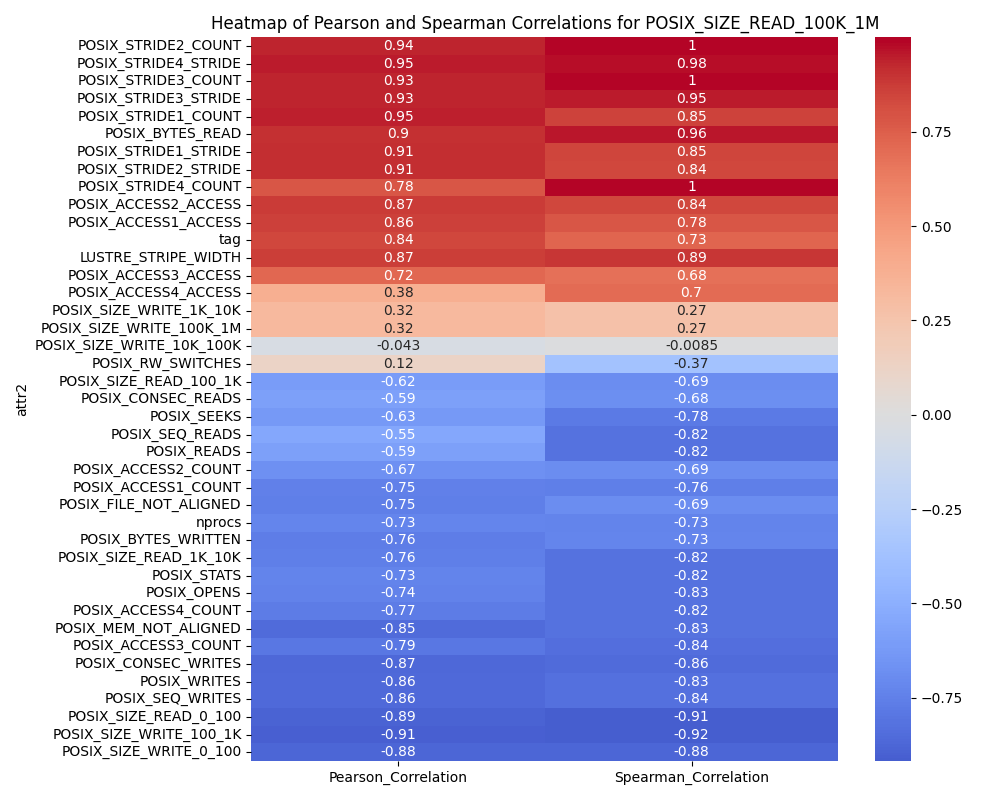 Heatmap of Pearson and Spearman Correlations for POSIX_SIZE_READ_100K_1M
POSIX_STRIDE2_COUNT 0.94 1
POSIX_STRIDE4_STRIDE 0.95 0.98
POSIX_STRIDE3_COUNT 0.93 1
POSIX_STRIDE3_STRIDE 0.93 0.95
POSIX_STRIDE1_COUNT 0.95 0.85
POSIX_BYTES_READ 0.9 0.96
POSIX_STRIDE1_STRIDE 0.91 0.85
POSIX_STRIDE2_STRIDE 0.91 0.84
POSIX_STRIDE4_COUNT 0.78 1
POSIX_ACCESS2_ACCESS 0.87 0.84
POSIX_ACCESS1_ACCESS 0.86 0.78
tag 0.84 0.73
LUSTRE_STRIPE_WIDTH 0.87 0.89
POSIX_ACCESS3_ACCESS 0.72 0.68
POSIX_ACCESS4_ACCESS 0.38 0.7
POSIX_SIZE_WRITE_1K_10K 0.32 0.27
POSIX_SIZE_WRITE_100K_1M 0.32 0.27
POSIX_SIZE_WRITE_10K_100K -0.043 -0.0085
POSIX_RW_SWITCHES 0.12 -0.37
POSIX_SIZE_READ_100_1K -0.62 -0.69
POSIX_CONSEC_READS -0.59 -0.68
POSIX_SEEKS -0.63 -0.78
POSIX_SEQ_READS -0.55 -0.82
POSIX_READS -0.59 -0.82
POSIX_ACCESS2_COUNT -0.67 -0.69
POSIX_ACCESS1_COUNT -0.75 -0.76
POSIX_FILE_NOT_ALIGNED -0.75 -0.69
nprocs -0.73 -0.73
POSIX_BYTES_WRITTEN -0.76 -0.73
POSIX_SIZE_READ_1K_10K -0.76 -0.82
POSIX_STATS -0.73 -0.82
POSIX_OPENS -0.74 -0.83
POSIX_ACCESS4_COUNT -0.77 -0.82
POSIX_MEM_NOT_ALIGNED -0.85 -0.83
POSIX_ACCESS3_COUNT -0.79 -0.84
POSIX_CONSEC_WRITES -0.87 -0.86
POSIX_WRITES -0.86 -0.83
POSIX_SEQ_WRITES -0.86 -0.84
POSIX_SIZE_READ_0_100 -0.89 -0.91
POSIX_SIZE_WRITE_100_1K -0.91 -0.92
POSIX_SIZE_WRITE_0_100 -0.88 -0.88
attr2
Pearson_Correlation Spearman_Correlation
0.75
0.50
0.25
0.00
−0.25
−0.50
−0.75